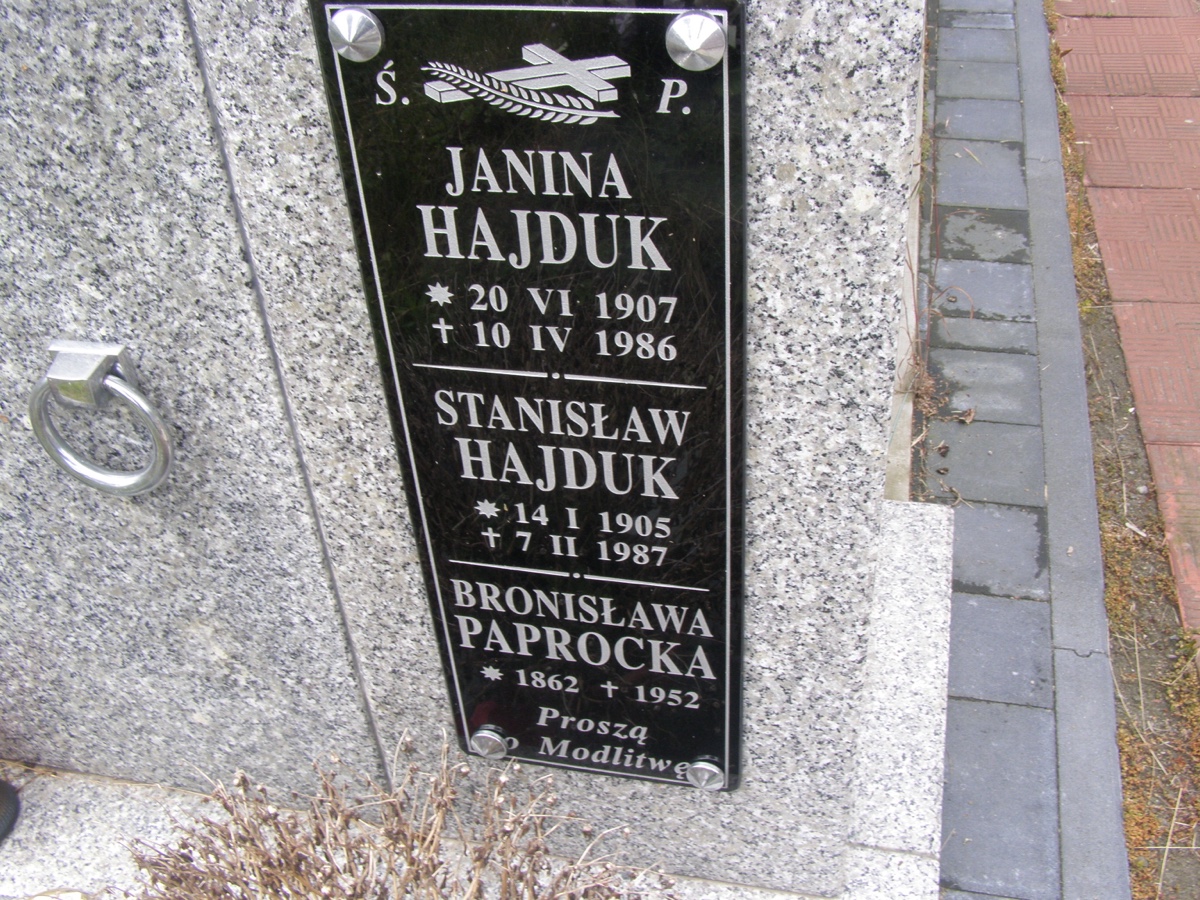 Ś. P.
JANINA
HAJDUK
✷ 20 VI 1907
✝ 10 IV 1986
STANISŁAW
HAJDUK
✷ 14 I 1905
✝ 7 II 1987
BRONISŁAWA
PAPROCKA
✷ 1862 ✝ 1952
Proszą
o Modlitwę